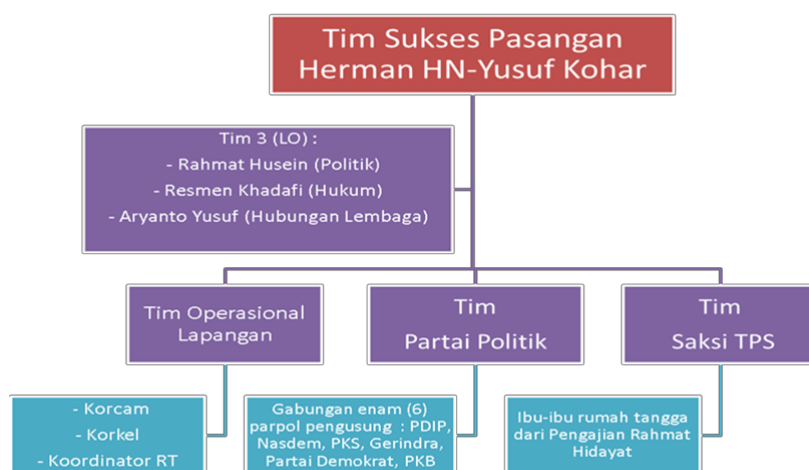 Tim Sukses Pasangan
Herman HN-Yusuf Kohar
Tim 3 (LO) :
- Rahmat Husein (Politik)
- Resmen Khadafi (Hukum)
- Aryanto Yusuf (Hubungan Lembaga)
Tim Operasional
Lapangan
Tim
Partai Politik
Tim
Saksi TPS
- Korcam
- Korkel
- Koordinator RT
Gabungan enam (6)
parpol pengusung : PDIP,
Nasdem, PKS, Gerindra,
Partai Demokrat, PKB
Ibu-ibu rumah tangga
dari Pengajian Rahmat
Hidayat